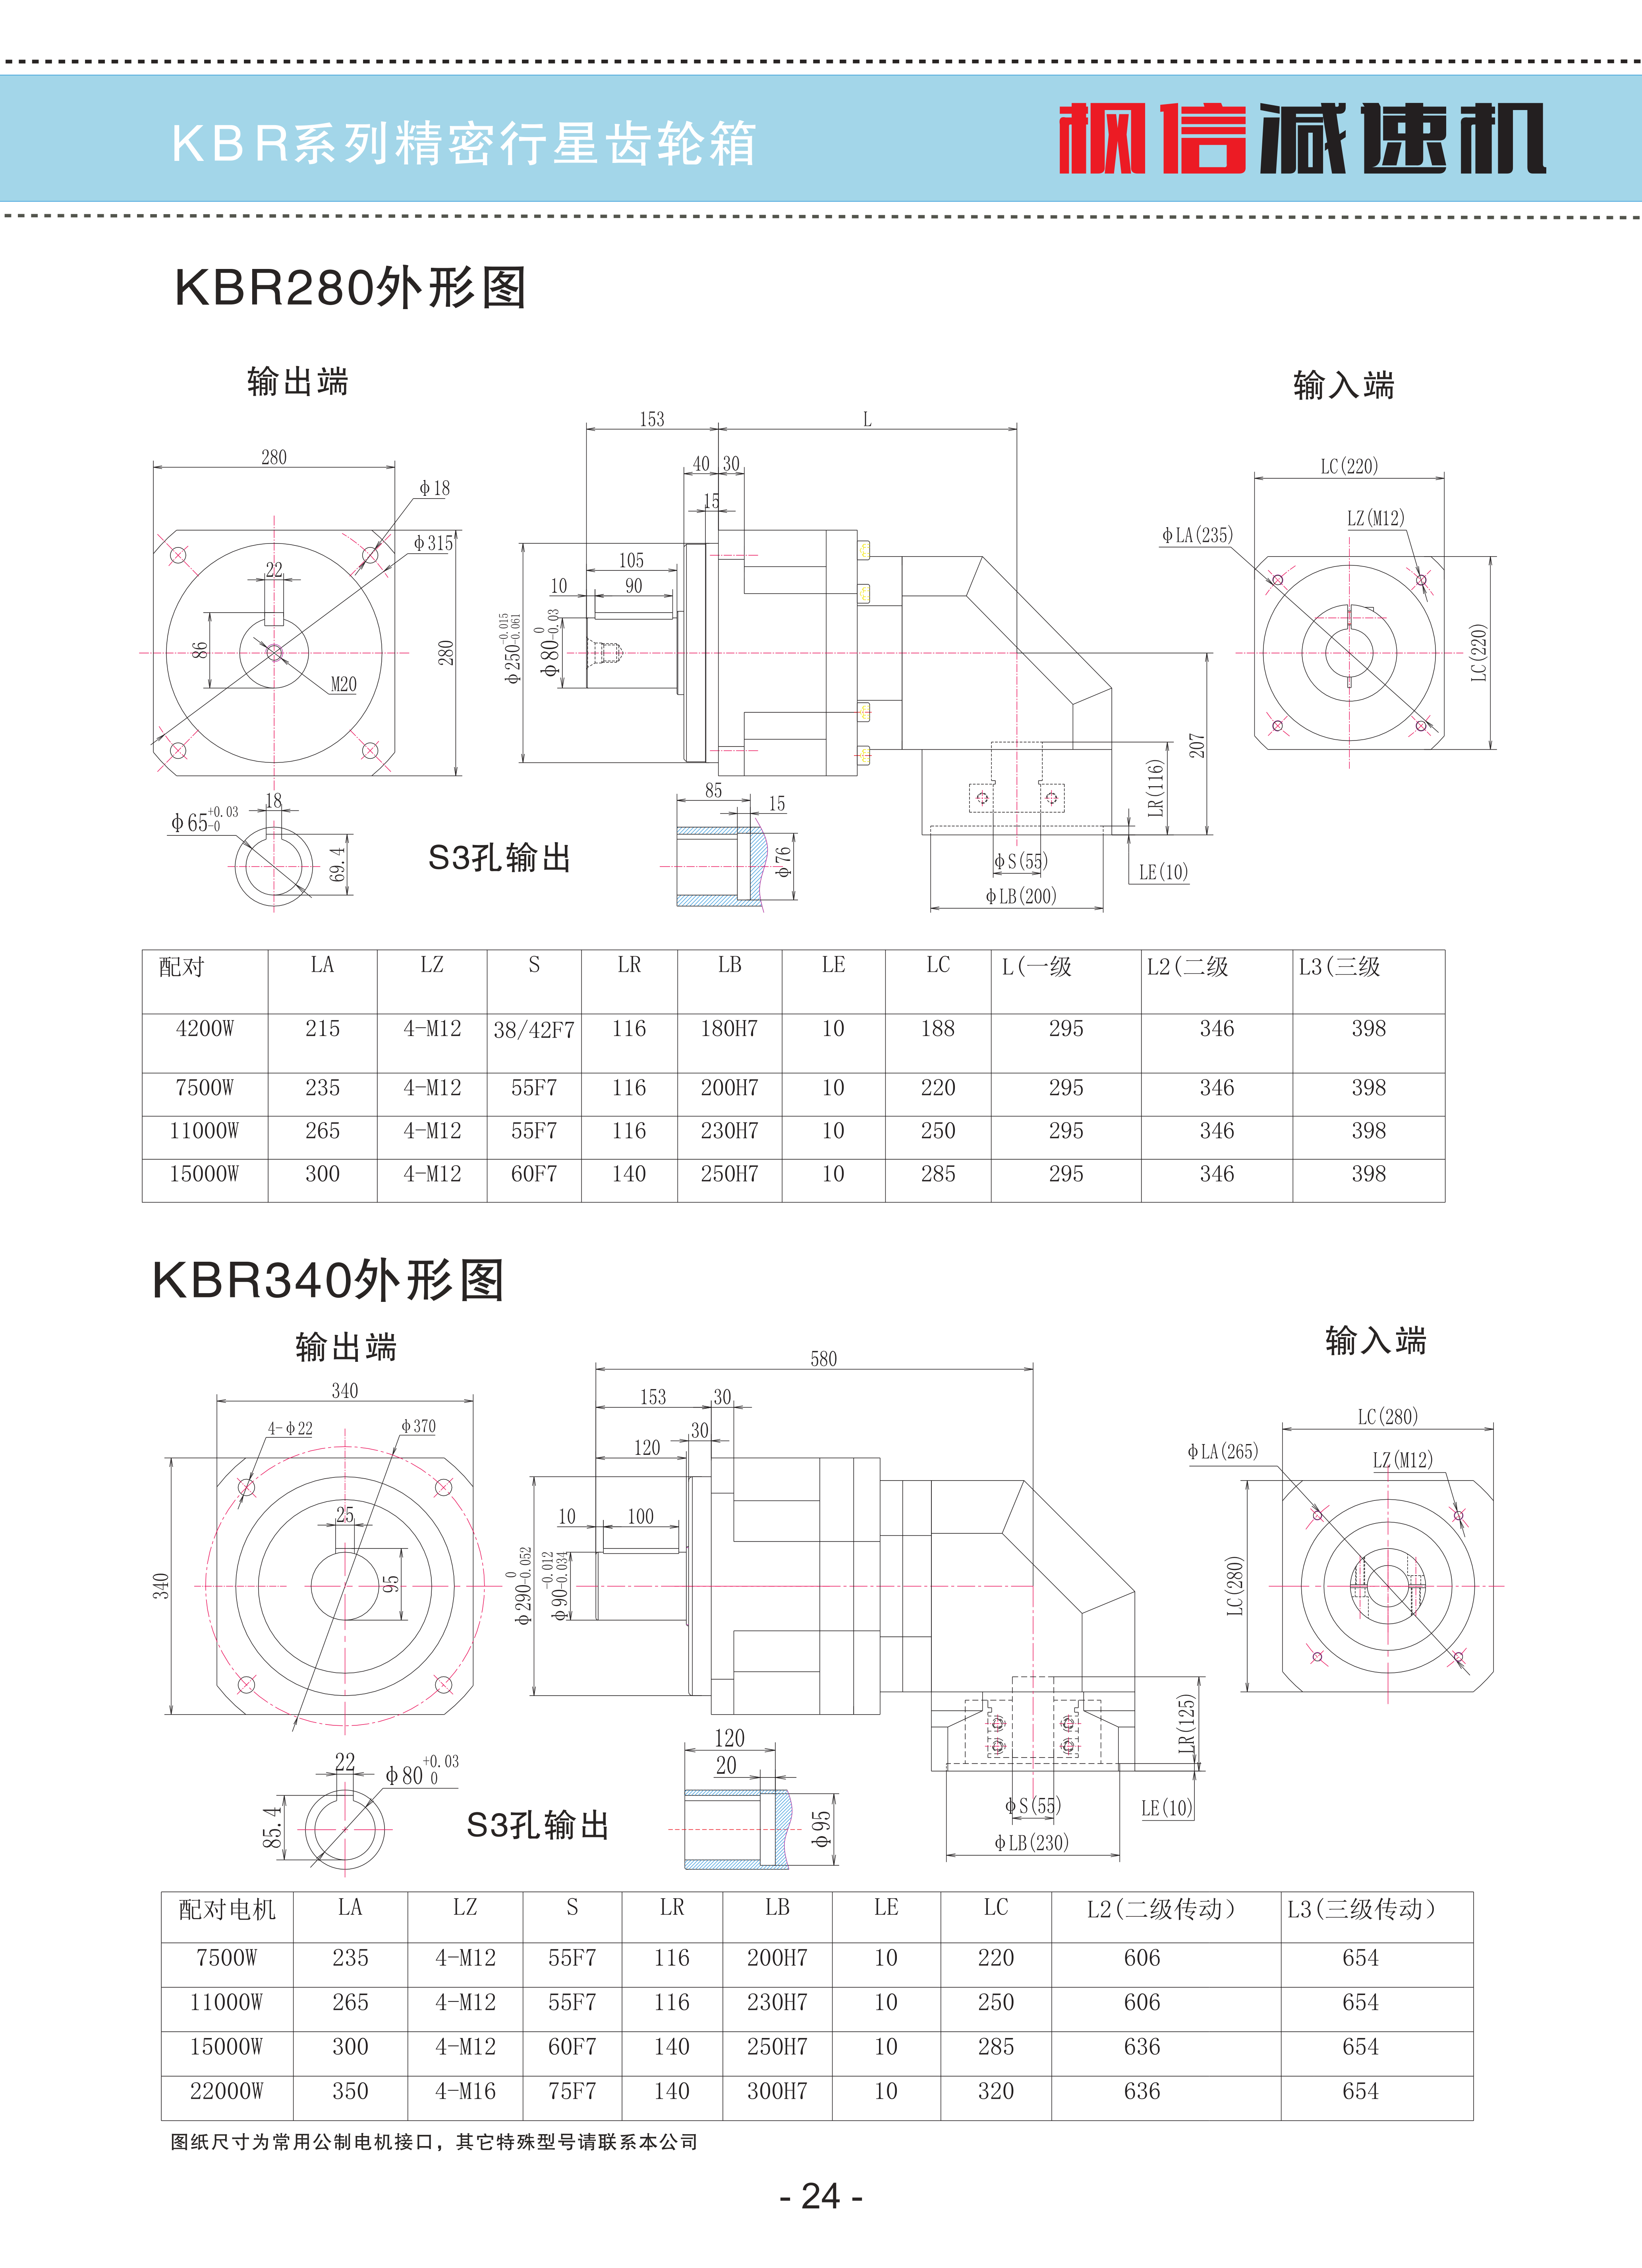 KBR系列精密行星齿轮箱
枫信减速机
KBR280外形图
输出端
输入端
153
L
280
40
30
LC(220)
φ18
15
LZ(M12)
φ315
φLA(235)
22
105
10
90
86
280
φ250-0.015-0.061
φ80 0 -0.03
LC(220)
M20
207
LR(116)
18
φ65+0.03-0
85
15
69.4
S3孔输出
φ76
φS(55)
LE(10)
φLB(200)
配对 LA LZ S LR LB LE LC L(一级 L2(二级 L3(三级
4200W 215 4-M12 38/42F7 116 180H7 10 188 295 346 398
7500W 235 4-M12 55F7 116 200H7 10 220 295 346 398
11000W 265 4-M12 55F7 116 230H7 10 250 295 346 398
15000W 300 4-M12 60F7 140 250H7 10 285 295 346 398
KBR340外形图
输出端
输入端
580
340
153
30
LC(280)
4-φ22
φ370
30
120
φLA(265)
LZ(M12)
25
10
100
340
95
φ290 0 -0.052
φ90-0.012-0.034
LC(280)
LR(125)
22
φ80+0.03 0
120
20
85.4
S3孔输出
φ95
φS(55)
LE(10)
φLB(230)
配对电机 LA LZ S LR LB LE LC L2(二级传动) L3(三级传动)
7500W 235 4-M12 55F7 116 200H7 10 220 606 654
11000W 265 4-M12 55F7 116 230H7 10 250 606 654
15000W 300 4-M12 60F7 140 250H7 10 285 636 654
22000W 350 4-M16 75F7 140 300H7 10 320 636 654
图纸尺寸为常用公制电机接口，其它特殊型号请联系本公司
- 24 -